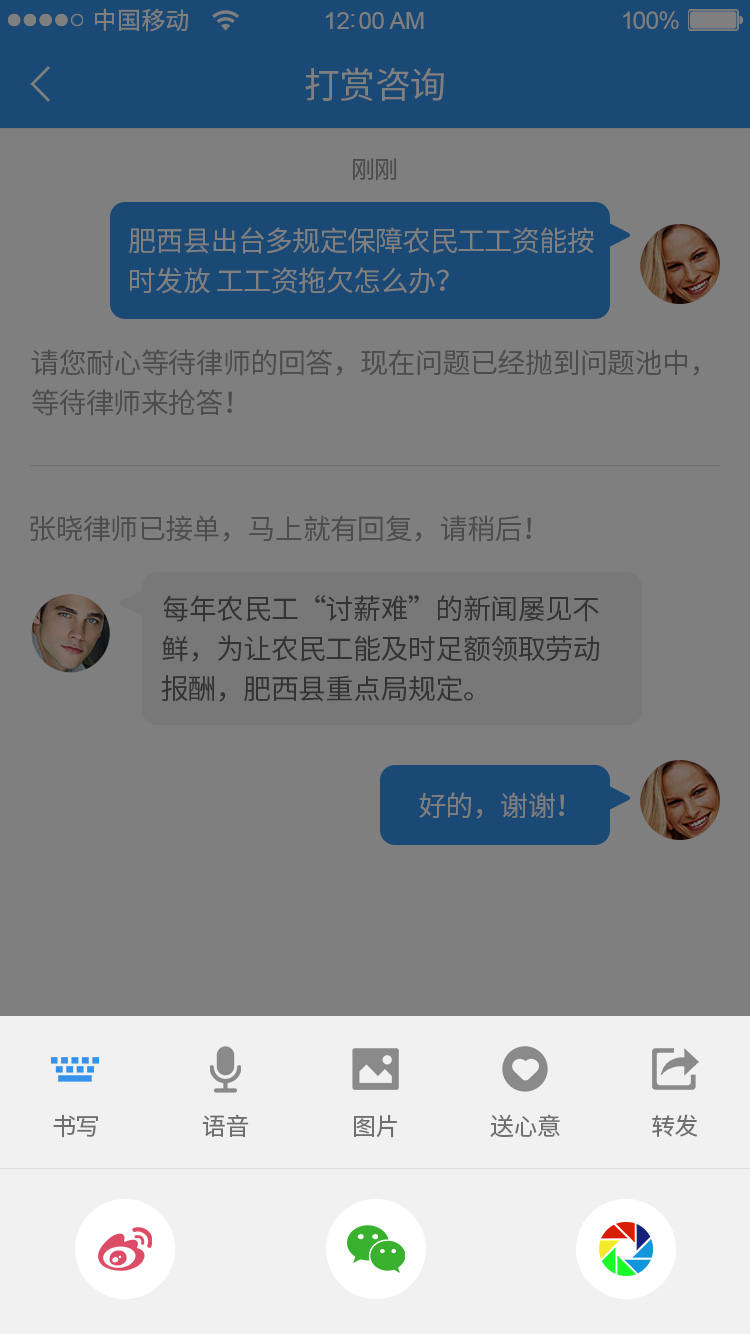 中国移动 12:00 AM 100%
打赏咨询
刚刚
肥西县出台多规定保障农民工工资能按
时发放 工工资拖欠怎么办？
请您耐心等待律师的回答，现在问题已经抛到问题池中，
等待律师来抢答！
张晓律师已接单，马上就有回复，请稍后！
每年农民工“讨薪难”的新闻屡见不
鲜，为让农民工能及时足额领取劳动
报酬，肥西县重点局规定。
好的，谢谢！
书写 语音 图片 送心意 转发